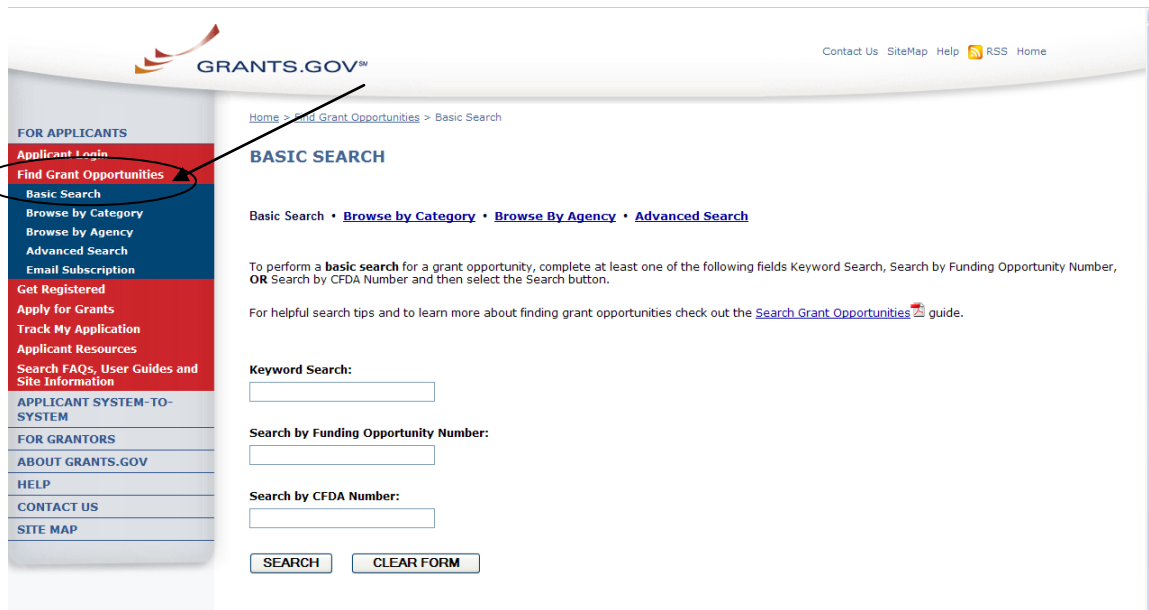 GRANTS.GOV℠
Contact Us SiteMap Help RSS Home
Home > Find Grant Opportunities > Basic Search
FOR APPLICANTS
Applicant Login
Find Grant Opportunities
Basic Search
Browse by Category
Browse by Agency
Advanced Search
Email Subscription
Get Registered
Apply for Grants
Track My Application
Applicant Resources
Search FAQs, User Guides and
Site Information
APPLICANT SYSTEM-TO-
SYSTEM
FOR GRANTORS
ABOUT GRANTS.GOV
HELP
CONTACT US
SITE MAP
BASIC SEARCH
Basic Search • Browse by Category • Browse By Agency • Advanced Search
To perform a basic search for a grant opportunity, complete at least one of the following fields Keyword Search, Search by Funding Opportunity Number,
OR Search by CFDA Number and then select the Search button.
For helpful search tips and to learn more about finding grant opportunities check out the Search Grant Opportunities guide.
Keyword Search:
Search by Funding Opportunity Number:
Search by CFDA Number:
SEARCH CLEAR FORM